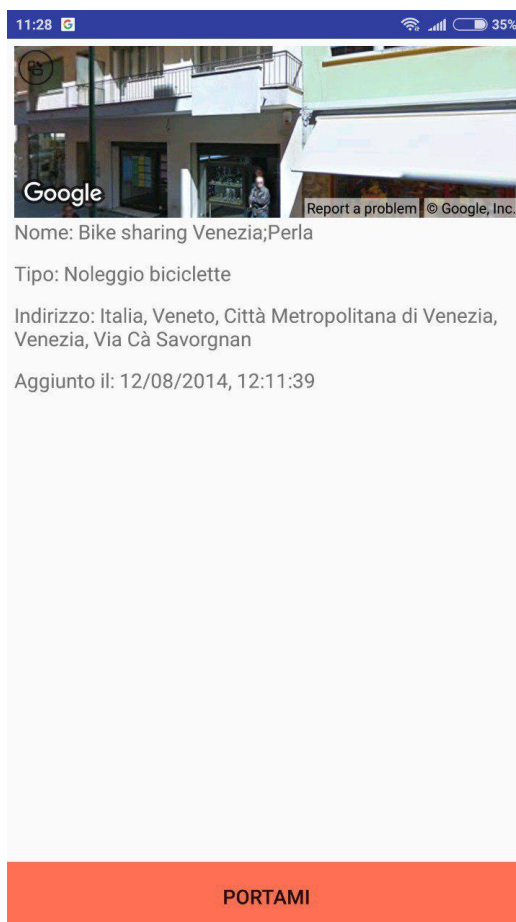 11:28 G 35%
Google
Report a problem © Google, Inc.
Nome: Bike sharing Venezia;Perla
Tipo: Noleggio biciclette
Indirizzo: Italia, Veneto, Città Metropolitana di Venezia,
Venezia, Via Cà Savorgnan
Aggiunto il: 12/08/2014, 12:11:39
PORTAMI